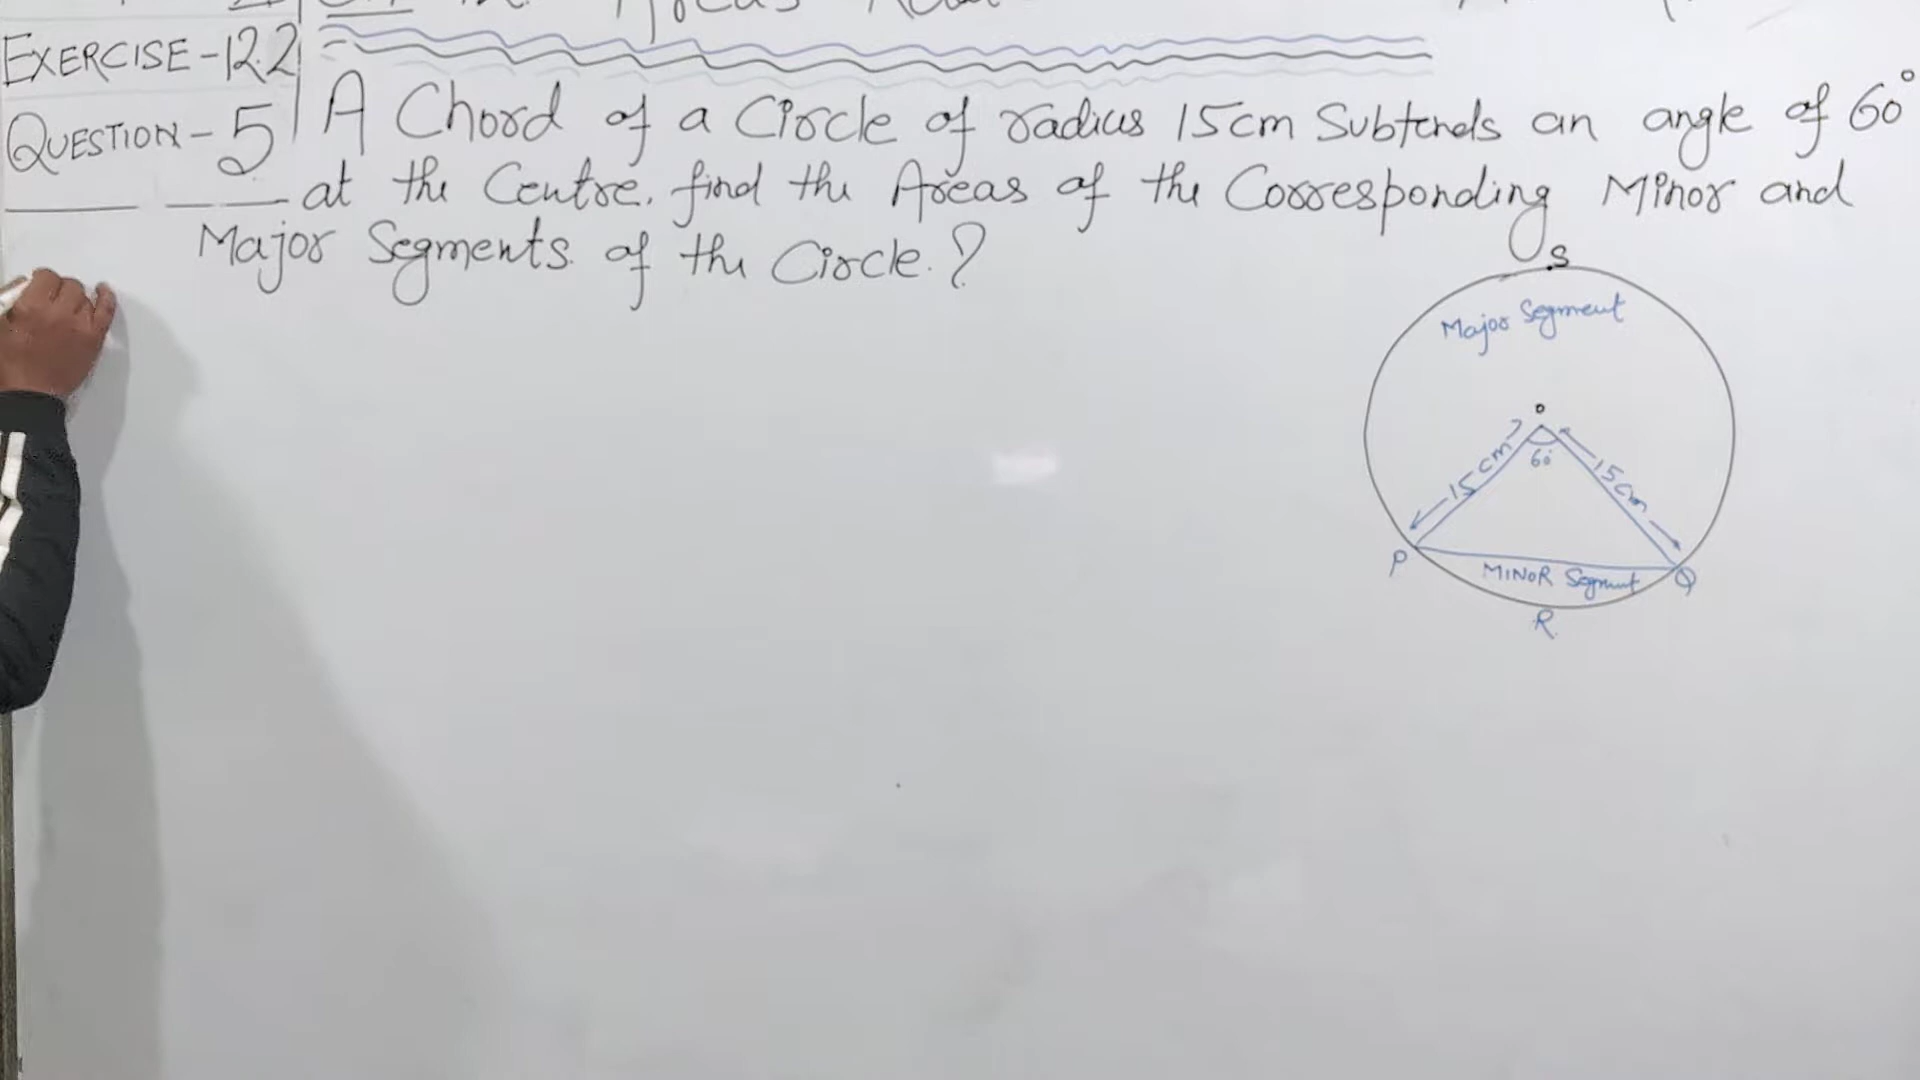 EXERCISE-12.2
QUESTION-5 A Chord of a Circle of radius 15cm Subtends an angle of 60°
at the Centre. find the Areas of the Corresponding Minor and
Major Segments of the Circle.?
S
Major Segment
O
60°
15cm
15cm
P
MINOR Segment
Q
R